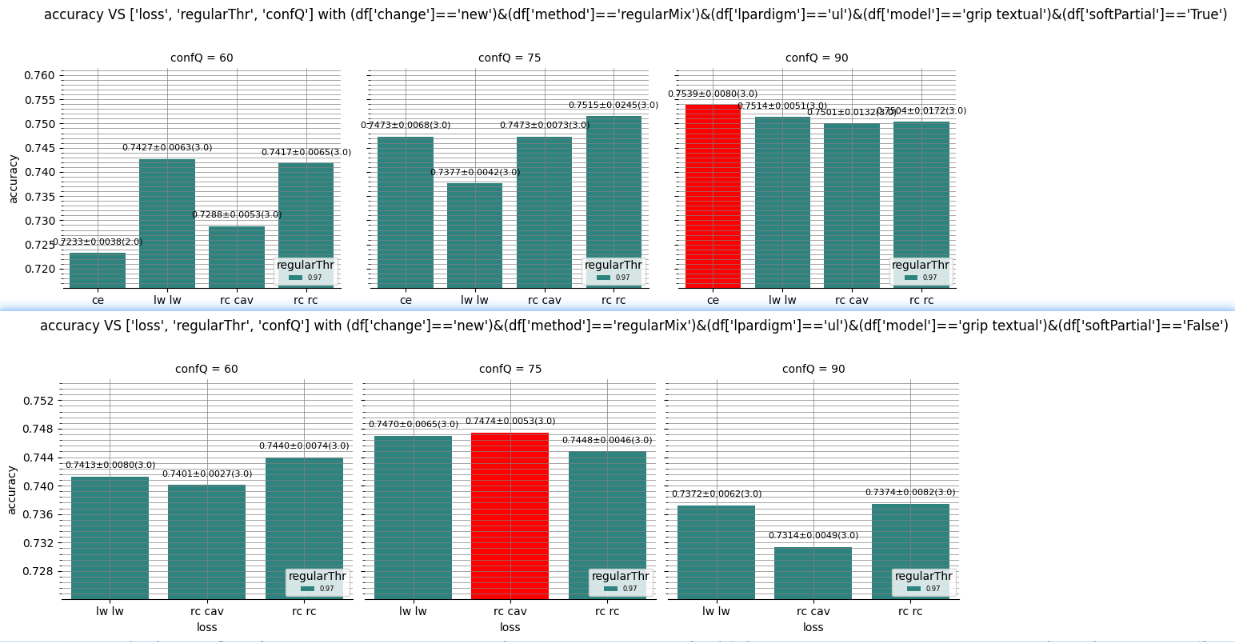 accuracy VS ['loss', 'regularThr', 'confQ'] with (df['change']=='new')&(df['method']=='regularMix')&(df['lpardigm']=='ul')&(df['model']=='grip textual')&(df['softPartial']=='True')
confQ = 60 confQ = 75 confQ = 90
accuracy
0.760
0.755
0.750
0.745
0.740
0.735
0.730
0.725
0.720
0.7233±0.0038(2.0) 0.7427±0.0063(3.0) 0.7288±0.0053(3.0) 0.7417±0.0065(3.0)
0.7473±0.0068(3.0) 0.7377±0.0042(3.0) 0.7473±0.0073(3.0) 0.7515±0.0245(3.0)
0.7539±0.0080(3.0) 0.7514±0.0051(3.0) 0.7501±0.0132(3.0) 0.7504±0.0172(3.0)
regularThr
0.97
regularThr
0.97
regularThr
0.97
ce lw lw rc cav rc rc ce lw lw rc cav rc rc ce lw lw rc cav rc rc
accuracy VS ['loss', 'regularThr', 'confQ'] with (df['change']=='new')&(df['method']=='regularMix')&(df['lpardigm']=='ul')&(df['model']=='grip textual')&(df['softPartial']=='False')
confQ = 60 confQ = 75 confQ = 90
accuracy
0.752
0.748
0.744
0.740
0.736
0.732
0.728
0.7413±0.0080(3.0) 0.7401±0.0027(3.0) 0.7440±0.0074(3.0)
0.7470±0.0065(3.0) 0.7474±0.0053(3.0) 0.7448±0.0046(3.0)
0.7372±0.0062(3.0) 0.7314±0.0049(3.0) 0.7374±0.0082(3.0)
regularThr
0.97
regularThr
0.97
regularThr
0.97
lw lw rc cav rc rc lw lw rc cav rc rc lw lw rc cav rc rc
loss loss loss